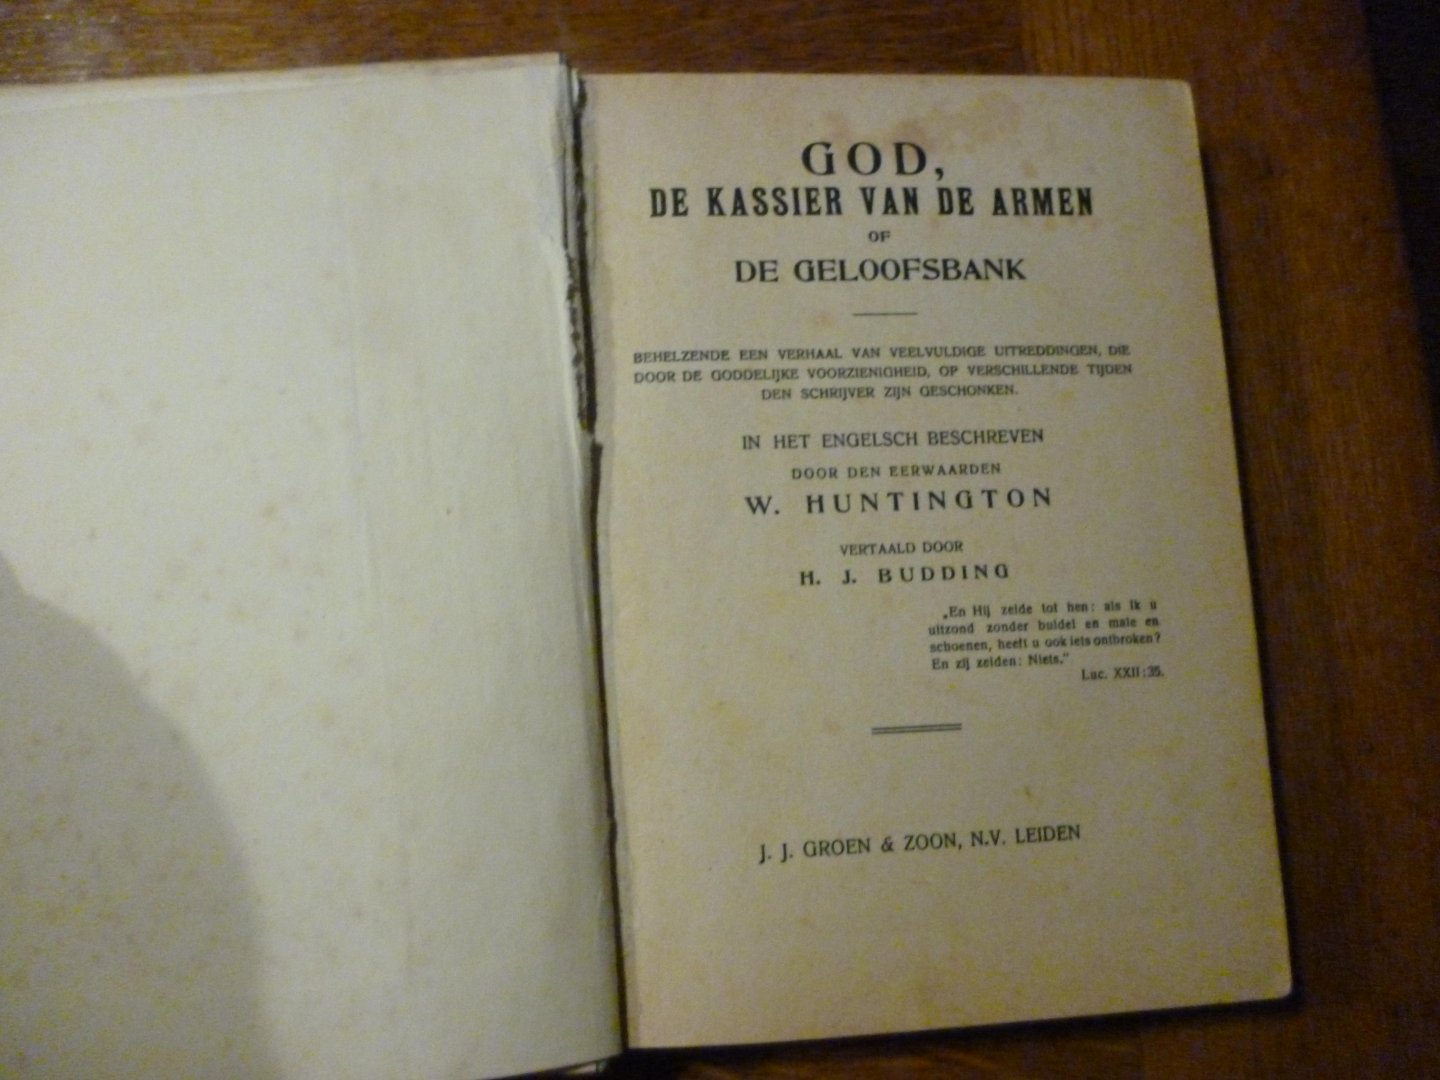 GOD,
DE KASSIER VAN DE ARMEN
OF
DE GELOOFSBANK
BEHELZENDE EEN VERHAAL VAN VEELVULDIGE UITREDDINGEN, DIE
DOOR DE GODDELIJKE VOORZIENIGHEID, OP VERSCHILLENDE TIJDEN
DEN SCHRIJVER ZIJN GESCHONKEN.
IN HET ENGELSCH BESCHREVEN
DOOR DEN EERWAARDEN
W. HUNTINGTON
VERTAALD DOOR
H. J. BUDDING
„En Hij zeide tot hen: als ik u
uitzond zonder buidel en male en
schoenen, heeft u ook iets ontbroken?
En zij zeiden: Niets."
Luc. XXII:35.
J. J. GROEN & ZOON, N.V. LEIDEN